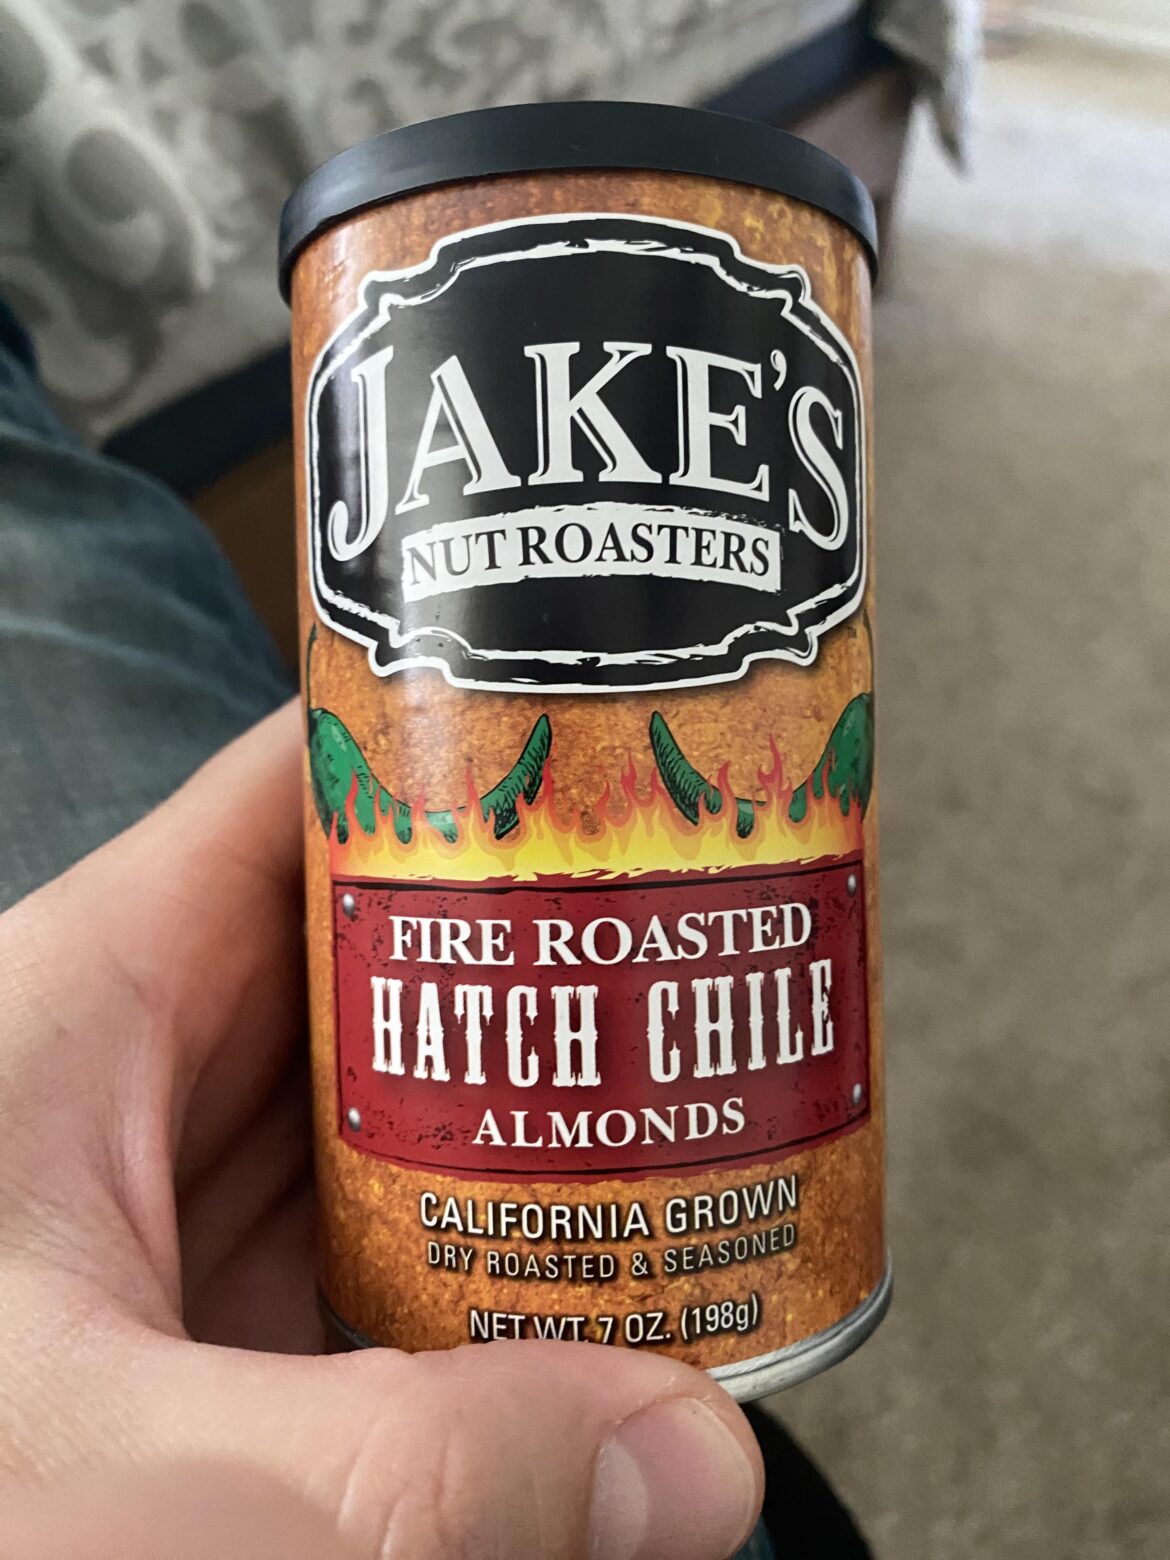 JAKE'S
NUT ROASTERS
FIRE ROASTED
HATCH CHILE
ALMONDS
CALIFORNIA GROWN
DRY ROASTED & SEASONED
NET WT. 7 OZ. (198g)